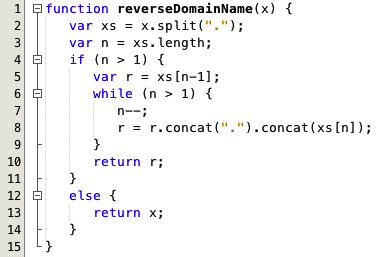 1 function reverseDomainName(x) {
2 var xs = x.split(".");
3 var n = xs.length;
4 if (n > 1) {
5 var r = xs[n-1];
6 while (n > 1) {
7 n--;
8 r = r.concat(".").concat(xs[n]);
9 }
10 return r;
11 }
12 else {
13 return x;
14 }
15 }